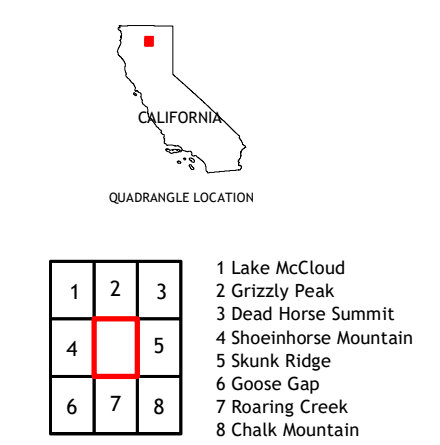 CALIFORNIA
QUADRANGLE LOCATION
1 2 3
4 5
6 7 8
1 Lake McCloud
2 Grizzly Peak
3 Dead Horse Summit
4 Shoeinhorse Mountain
5 Skunk Ridge
6 Goose Gap
7 Roaring Creek
8 Chalk Mountain